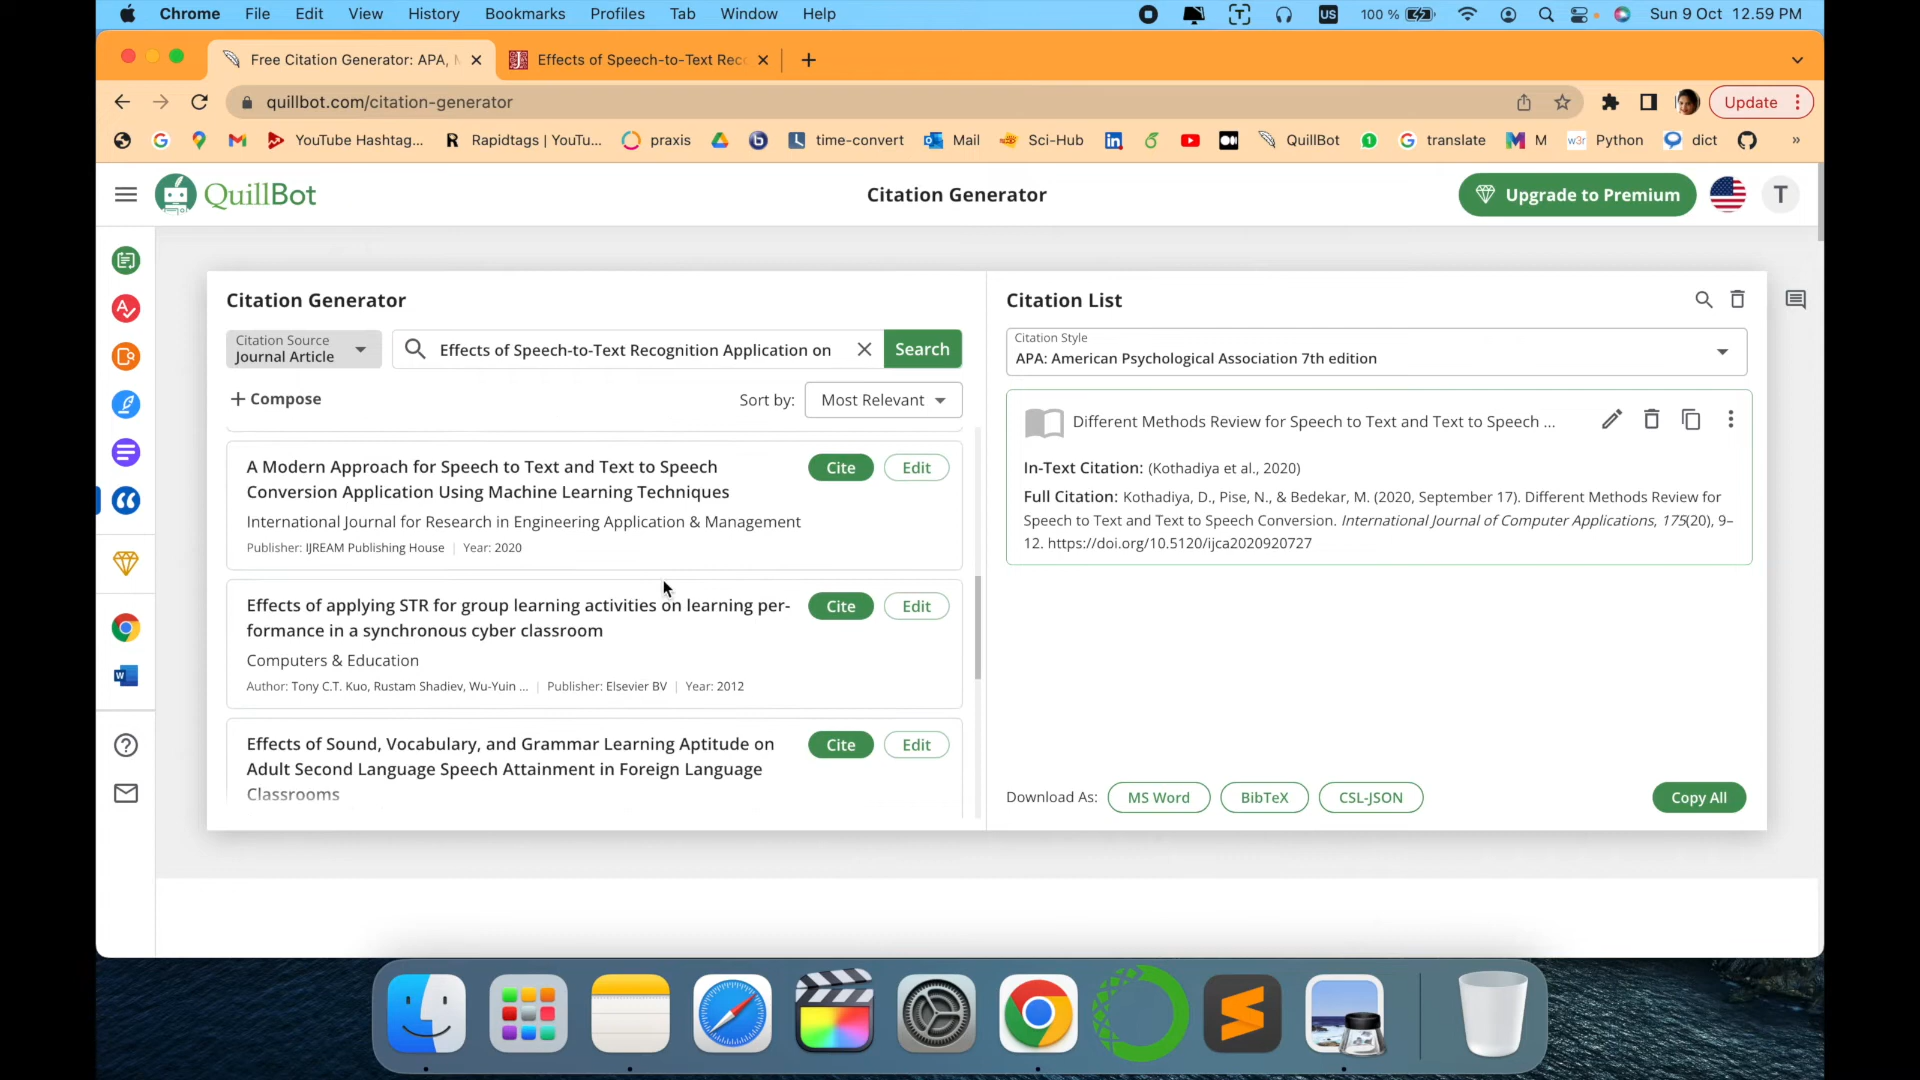 Chrome File Edit View History Bookmarks Profiles Tab Window Help US 100 % Sun 9 Oct 12.59 PM
Free Citation Generator: APA, M Effects of Speech-to-Text Reco
quillbot.com/citation-generator Update
YouTube Hashtag... R Rapidtags | YouTu... praxis time-convert Mail Sci-Hub QuillBot translate M Python dict »
QuillBot Citation Generator Upgrade to Premium T
Citation Generator
Citation Source
Journal Article
Effects of Speech-to-Text Recognition Application on
Search
+ Compose
Sort by: Most Relevant
A Modern Approach for Speech to Text and Text to Speech
Conversion Application Using Machine Learning Techniques
Cite Edit
International Journal for Research in Engineering Application & Management
Publisher: IJREAM Publishing House | Year: 2020
Effects of applying STR for group learning activities on learning per-
formance in a synchronous cyber classroom
Cite Edit
Computers & Education
Author: Tony C.T. Kuo, Rustam Shadiev, Wu-Yuin ... | Publisher: Elsevier BV | Year: 2012
Effects of Sound, Vocabulary, and Grammar Learning Aptitude on
Adult Second Language Speech Attainment in Foreign Language
Classrooms
Cite Edit
Citation List
Citation Style
APA: American Psychological Association 7th edition
Different Methods Review for Speech to Text and Text to Speech ...
In-Text Citation: (Kothadiya et al., 2020)
Full Citation: Kothadiya, D., Pise, N., & Bedekar, M. (2020, September 17). Different Methods Review for
Speech to Text and Text to Speech Conversion. International Journal of Computer Applications, 175(20), 9–
12. https://doi.org/10.5120/ijca2020920727
Download As: MS Word BibTeX CSL-JSON Copy All